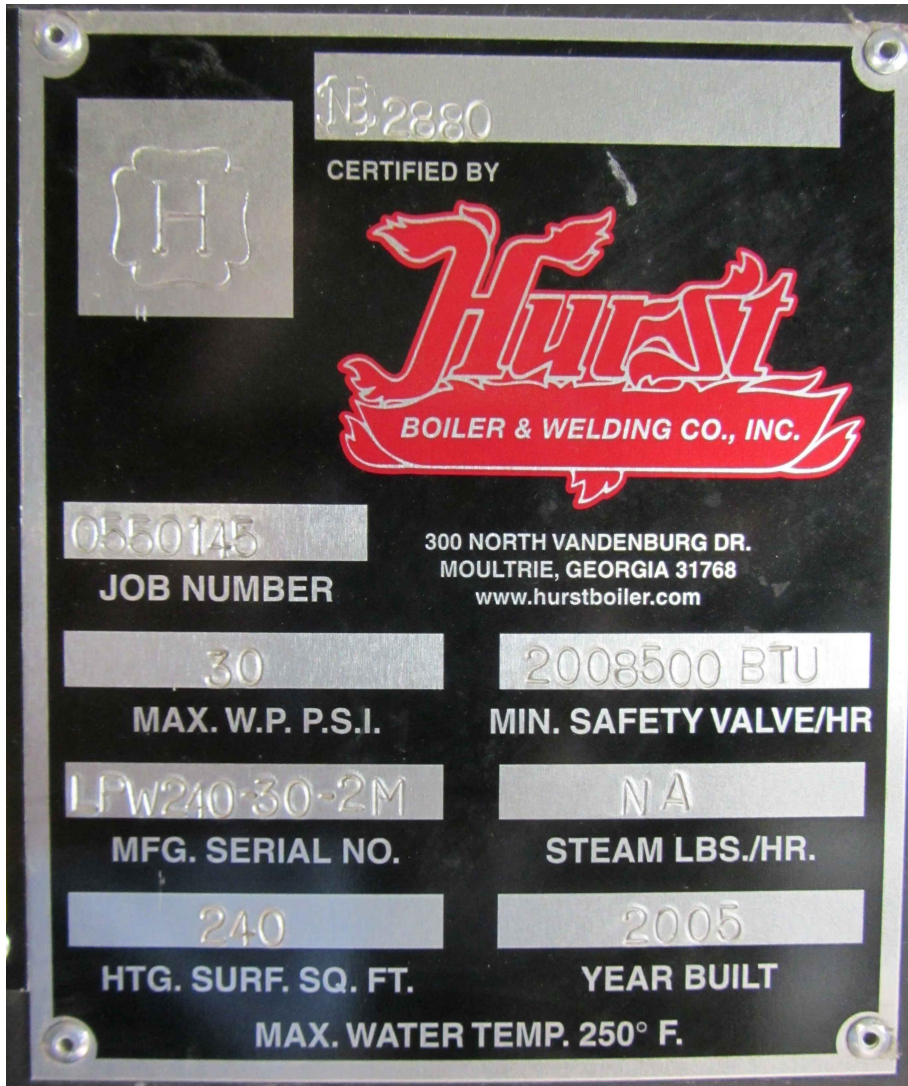 NB 2880
H
CERTIFIED BY
Hurst
BOILER & WELDING CO., INC.
0550145
JOB NUMBER
300 NORTH VANDENBURG DR.
MOULTRIE, GEORGIA 31768
www.hurstboiler.com
30
MAX. W.P. P.S.I.
2008500 BTU
MIN. SAFETY VALVE/HR
LPW240-30-2M
MFG. SERIAL NO.
NA
STEAM LBS./HR.
240
HTG. SURF. SQ. FT.
2005
YEAR BUILT
MAX. WATER TEMP. 250° F.